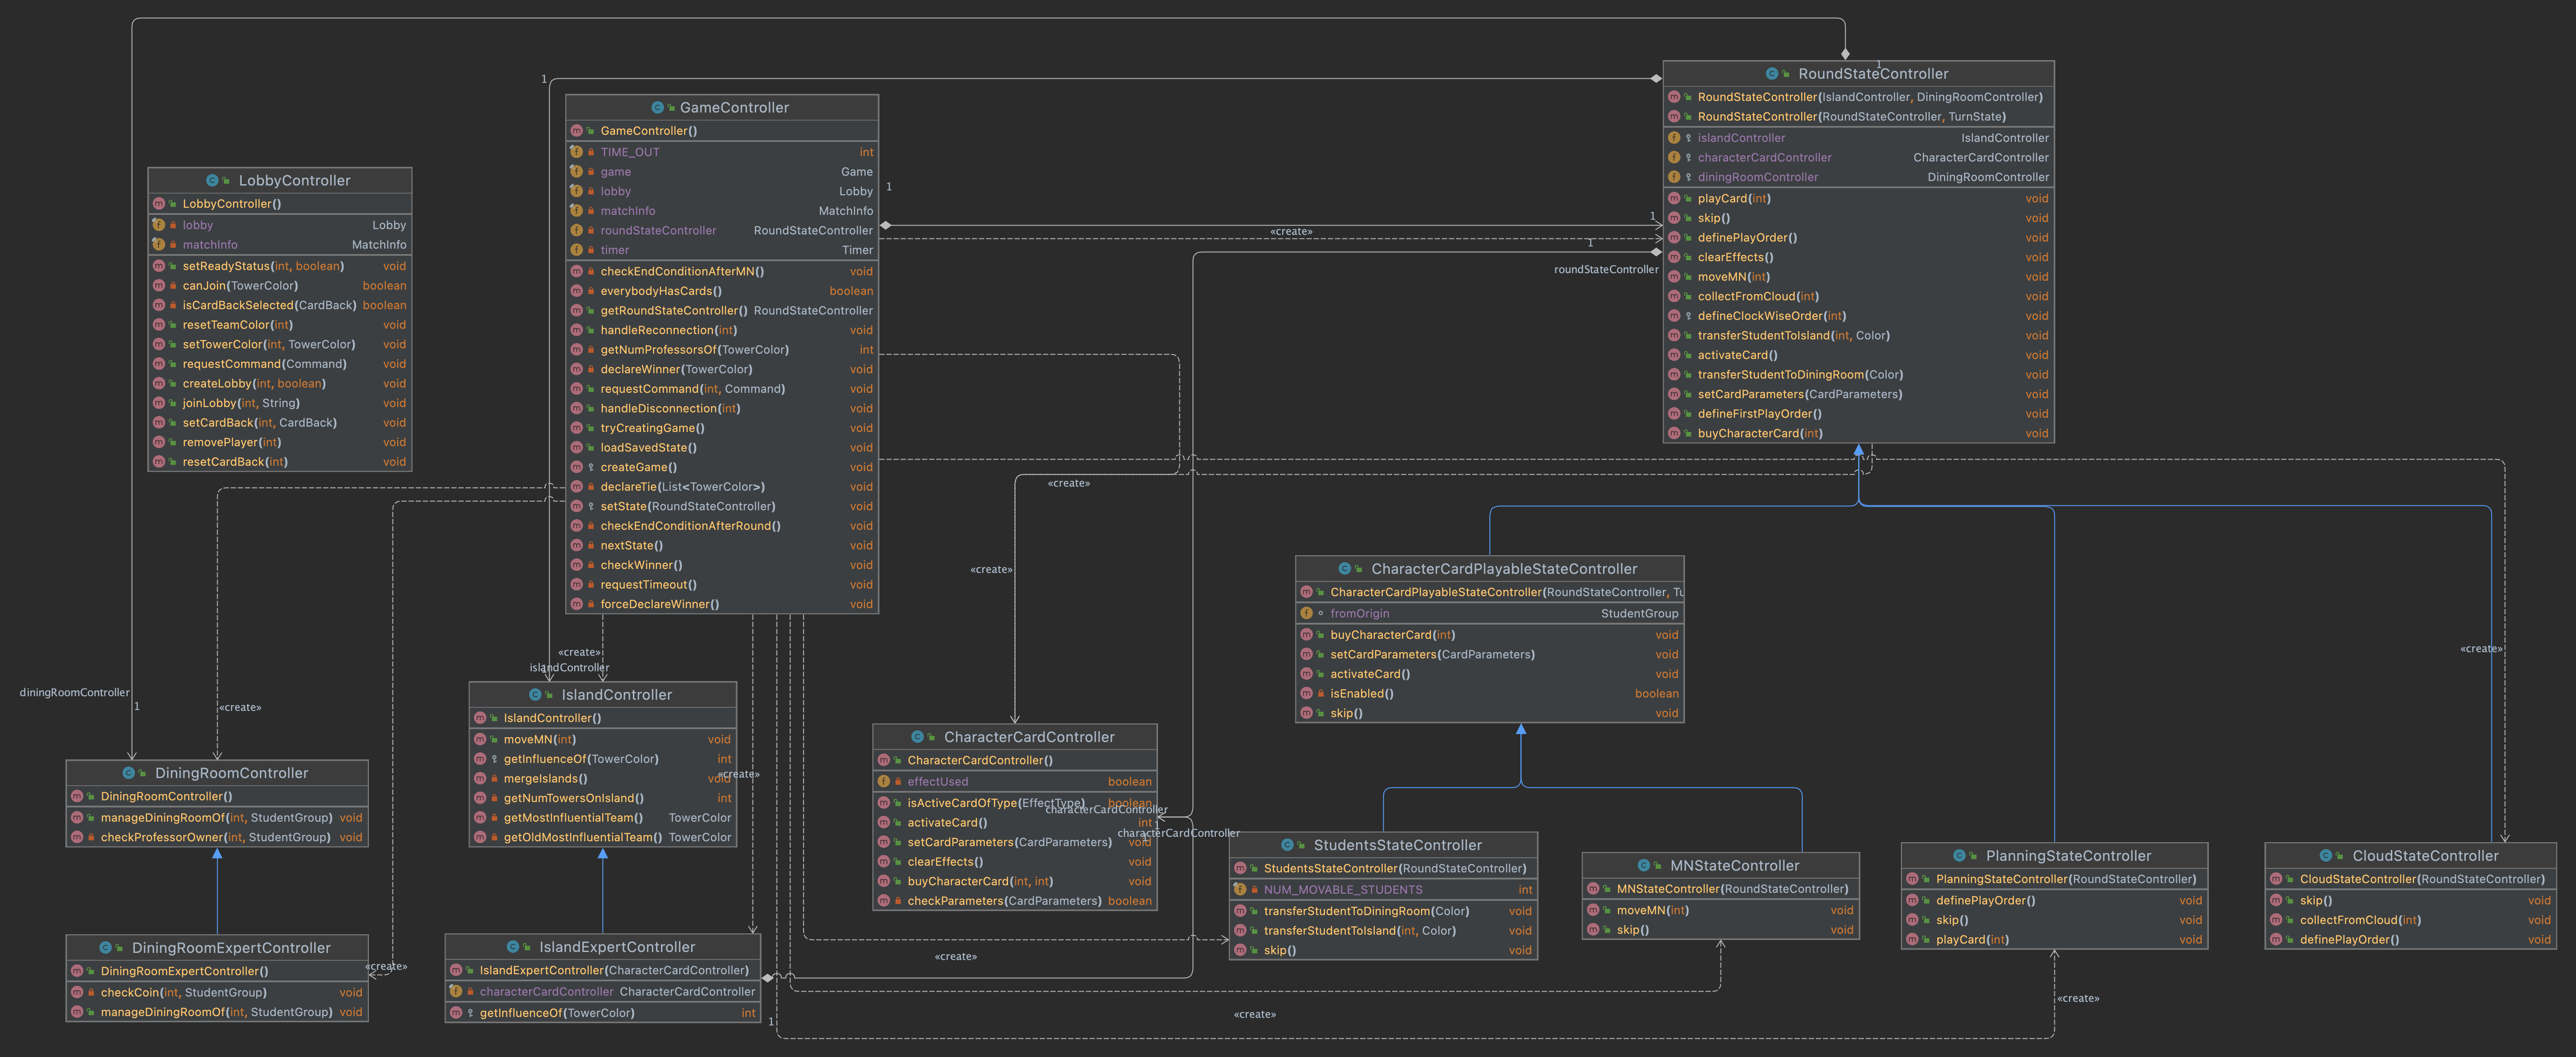 1
RoundStateController
1
RoundStateController(IslandController, DiningRoomController)
RoundStateController(RoundStateController, TurnState)
islandController IslandController
characterCardController CharacterCardController
diningRoomController DiningRoomController
playCard(int) void
skip() void
definePlayOrder() void
clearEffects() void
moveMN(int) void
collectFromCloud(int) void
defineClockWiseOrder(int) void
transferStudentToIsland(int, Color) void
activateCard() void
transferStudentToDiningRoom(Color) void
setCardParameters(CardParameters) void
defineFirstPlayOrder() void
buyCharacterCard(int) void
GameController
GameController()
TIME_OUT int
game Game
lobby Lobby
matchInfo MatchInfo
roundStateController RoundStateController
timer Timer
checkEndConditionAfterMN() void
everybodyHasCards() boolean
getRoundStateController() RoundStateController
handleReconnection(int) void
getNumProfessorsOf(TowerColor) int
declareWinner(TowerColor) void
requestCommand(int, Command) void
handleDisconnection(int) void
tryCreatingGame() void
loadSavedState() void
createGame() void
declareTie(List<TowerColor>) void
setState(RoundStateController) void
checkEndConditionAfterRound() void
nextState() void
checkWinner() void
requestTimeout() void
forceDeclareWinner() void
1
1
«create»
1
roundStateController
LobbyController
LobbyController()
lobby Lobby
matchInfo MatchInfo
setReadyStatus(int, boolean) void
canJoin(TowerColor) boolean
isCardBackSelected(CardBack) boolean
resetTeamColor(int) void
setTowerColor(int, TowerColor) void
requestCommand(Command) void
createLobby(int, boolean) void
joinLobby(int, String) void
setCardBack(int, CardBack) void
removePlayer(int) void
resetCardBack(int) void
«create»
«create»
CharacterCardPlayableStateController
CharacterCardPlayableStateController(RoundStateController, Tu
fromOrigin StudentGroup
buyCharacterCard(int) void
setCardParameters(CardParameters) void
activateCard() void
isEnabled() boolean
skip() void
«create»
«create»
islandController
diningRoomController
1
«create»
IslandController
IslandController()
moveMN(int) void
getInfluenceOf(TowerColor) int
mergeIslands() void
getNumTowersOnIsland() int
getMostInfluentialTeam() TowerColor
getOldMostInfluentialTeam() TowerColor
«create»
CharacterCardController
CharacterCardController()
effectUsed boolean
isActiveCardOfType(EffectType) boolean
characterCardController
activateCard() int
characterCardController
setCardParameters(CardParameters) void
clearEffects() void
buyCharacterCard(int, int) void
checkParameters(CardParameters) boolean
DiningRoomController
DiningRoomController()
manageDiningRoomOf(int, StudentGroup) void
checkProfessorOwner(int, StudentGroup) void
StudentsStateController
StudentsStateController(RoundStateController)
NUM_MOVABLE_STUDENTS int
transferStudentToDiningRoom(Color) void
transferStudentToIsland(int, Color) void
skip() void
MNStateController
MNStateController(RoundStateController)
moveMN(int) void
skip() void
PlanningStateController
PlanningStateController(RoundStateController)
definePlayOrder() void
skip() void
playCard(int) void
CloudStateController
CloudStateController(RoundStateController)
skip() void
collectFromCloud(int) void
definePlayOrder() void
DiningRoomExpertController
DiningRoomExpertController()
checkCoin(int, StudentGroup) void
manageDiningRoomOf(int, StudentGroup) void
«create»
IslandExpertController
IslandExpertController(CharacterCardController)
characterCardController CharacterCardController
getInfluenceOf(TowerColor) int
1
«create»
«create»
«create»